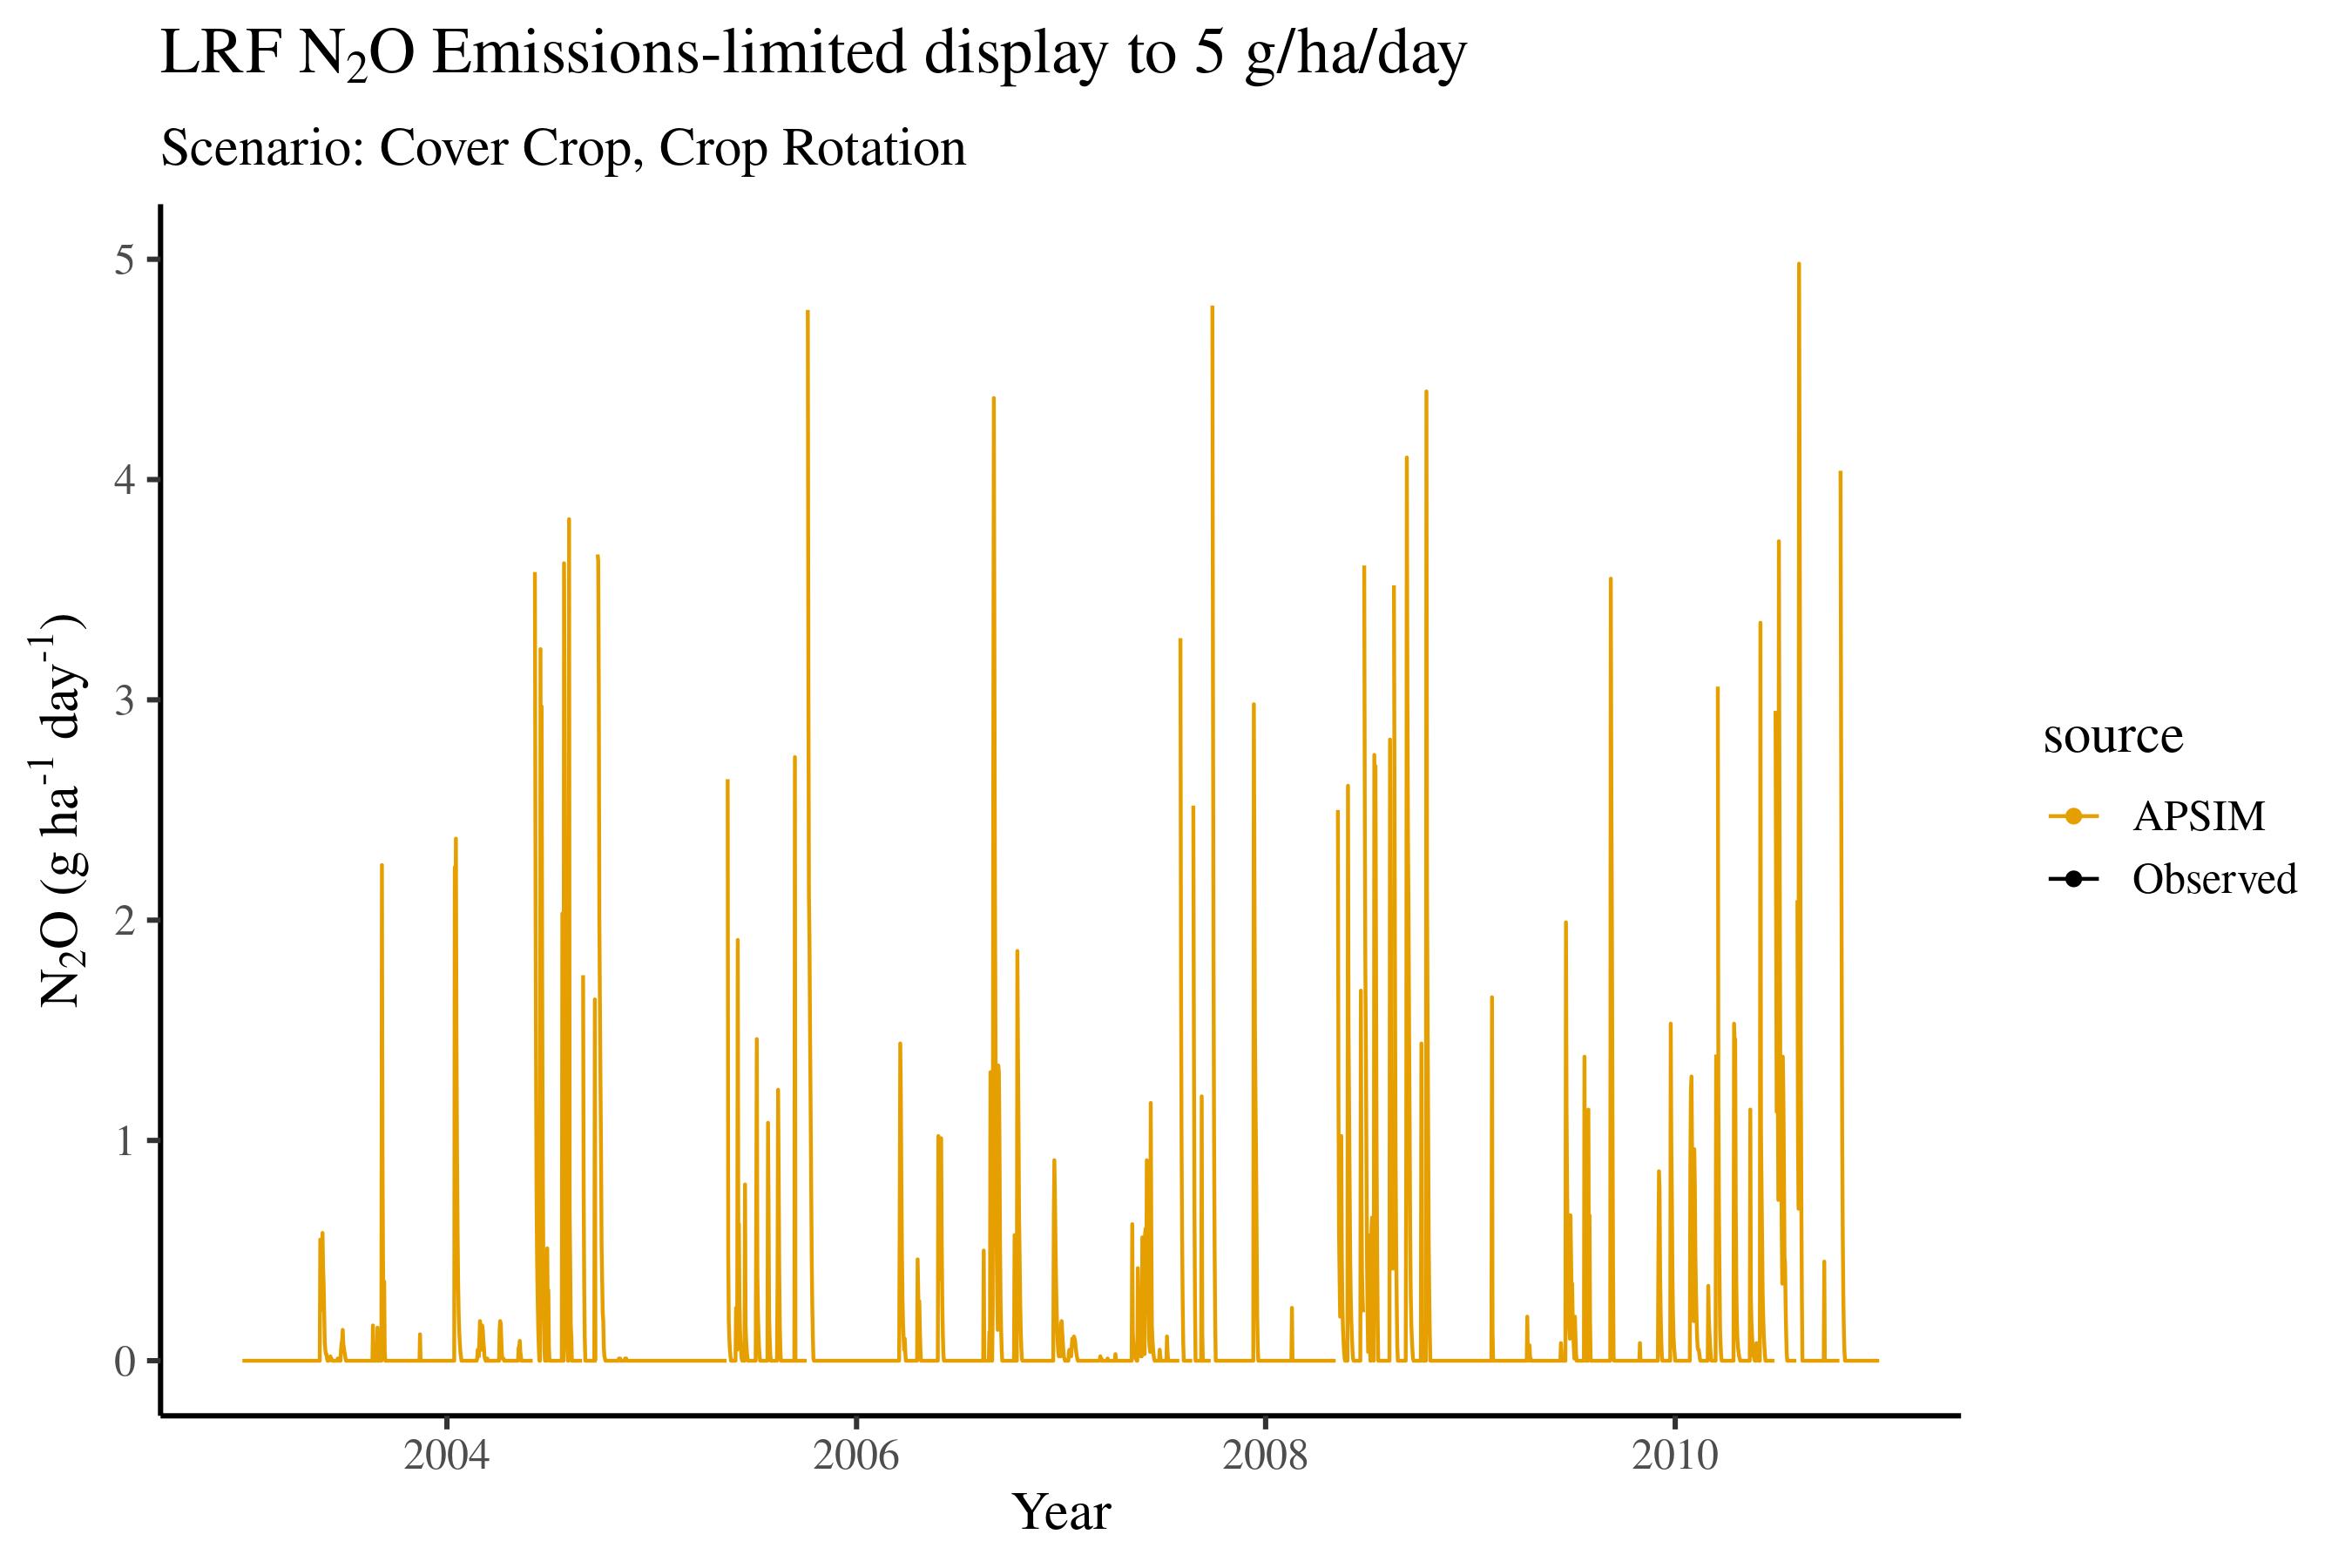 LRF N₂O Emissions-limited display to 5 g/ha/day
Scenario: Cover Crop, Crop Rotation
N₂O (g ha⁻¹ day⁻¹)
5
4
3
2
1
0
2004 2006 2008 2010
Year
source
APSIM
Observed